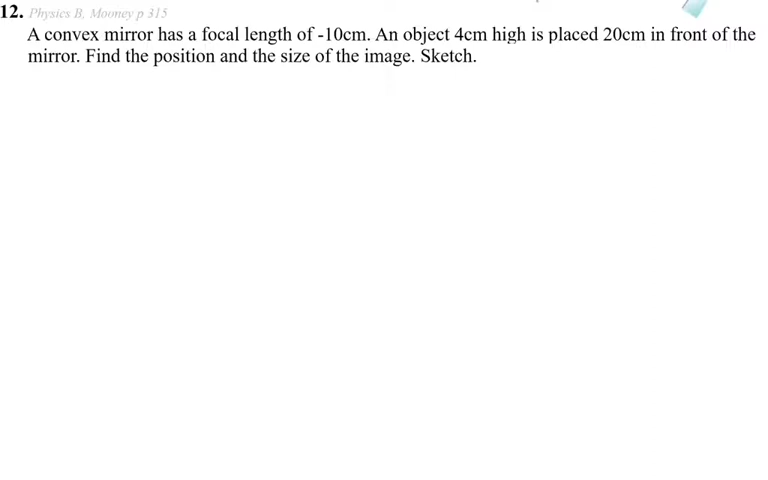 12. Physics B, Mooney p 315
A convex mirror has a focal length of -10cm. An object 4cm high is placed 20cm in front of the
mirror. Find the position and the size of the image. Sketch.